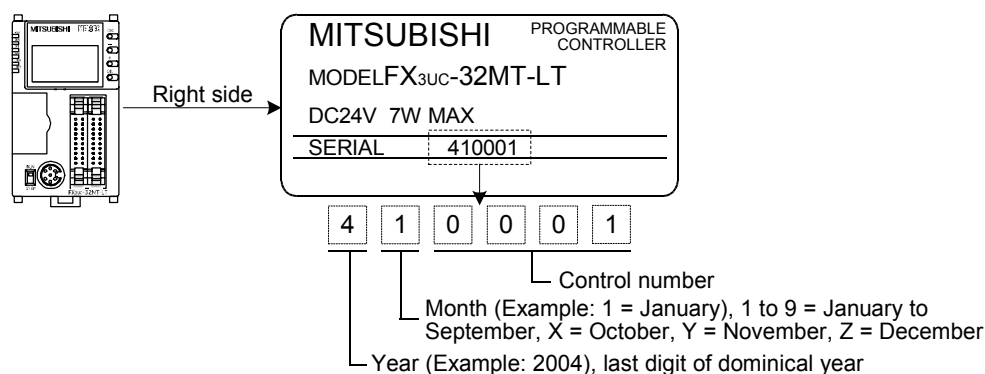 MITSUBISHI
MITSUBISHI PROGRAMMABLE
CONTROLLER
MODELFX3UC-32MT-LT
Right side
DC24V 7W MAX
SERIAL 410001
4 1 0 0 0 1
Control number
Month (Example: 1 = January), 1 to 9 = January to
September, X = October, Y = November, Z = December
Year (Example: 2004), last digit of dominical year